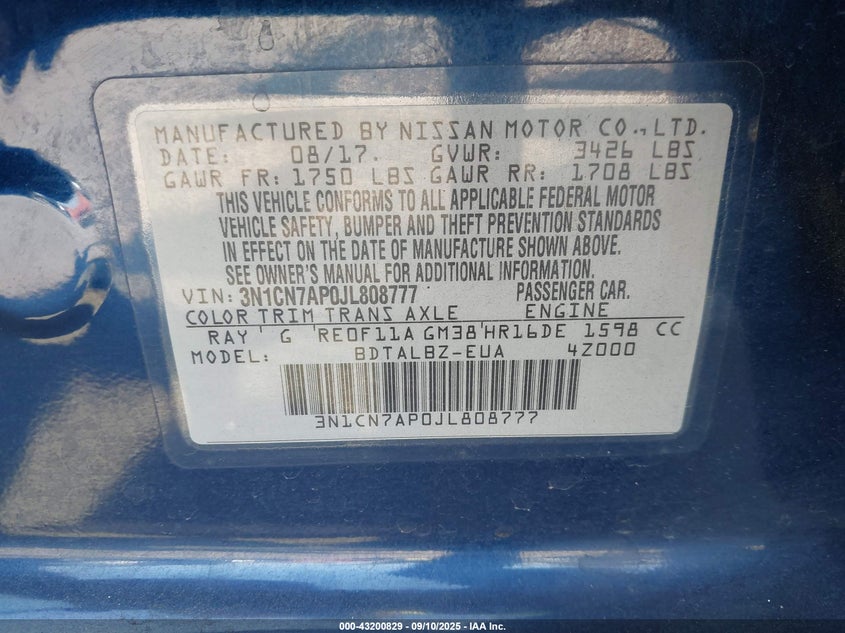 MANUFACTURED BY NISSAN MOTOR CO., LTD.
DATE: 08/17. GVWR: 3426 LBS
GAWR FR: 1750 LBS GAWR RR: 1708 LBS
THIS VEHICLE CONFORMS TO ALL APPLICABLE FEDERAL MOTOR
VEHICLE SAFETY, BUMPER AND THEFT PREVENTION STANDARDS
IN EFFECT ON THE DATE OF MANUFACTURE SHOWN ABOVE.
SEE OWNER'S MANUAL FOR ADDITIONAL INFORMATION.
VIN: 3N1CN7AP0JL808777 PASSENGER CAR.
COLOR TRIM TRANS AXLE ENGINE
RAY G RE0F11A GM38 HR16DE 1598 CC
MODEL: BDTALBZ-EUA 4Z000
3N1CN7AP0JL808777
000-43200829 - 09/10/2025 - IAA Inc.